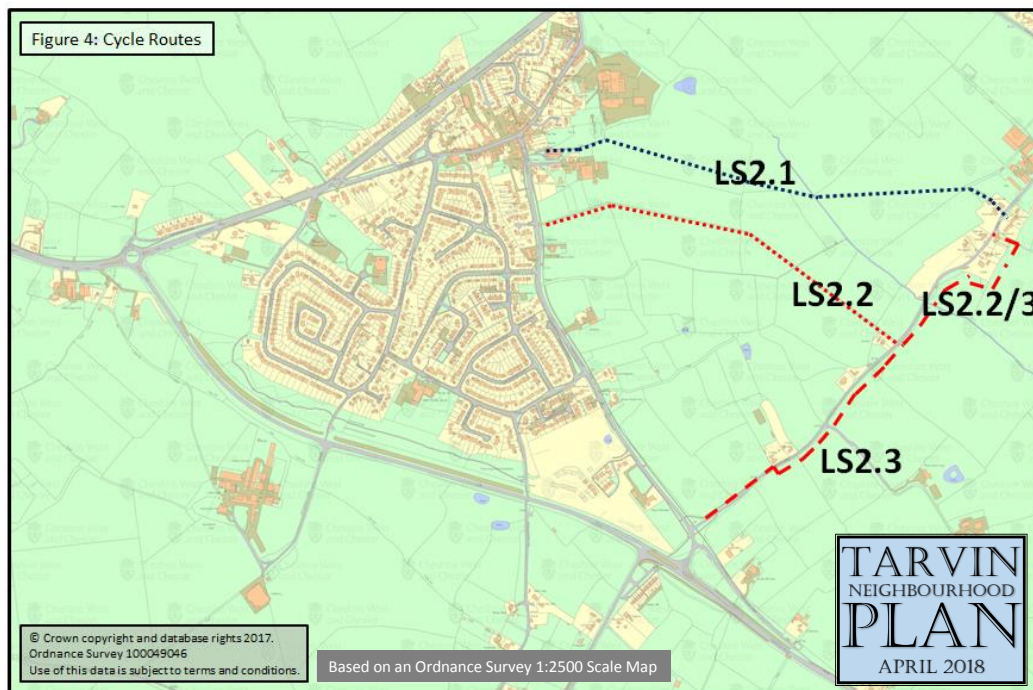 Figure 4: Cycle Routes
LS2.1
LS2.2
LS2.2/3
LS2.3
TARVIN
NEIGHBOURHOOD
PLAN
APRIL 2018
© Crown copyright and database rights 2017.
Ordnance Survey 100049046
Use of this data is subject to terms and conditions.
Based on an Ordnance Survey 1:2500 Scale Map